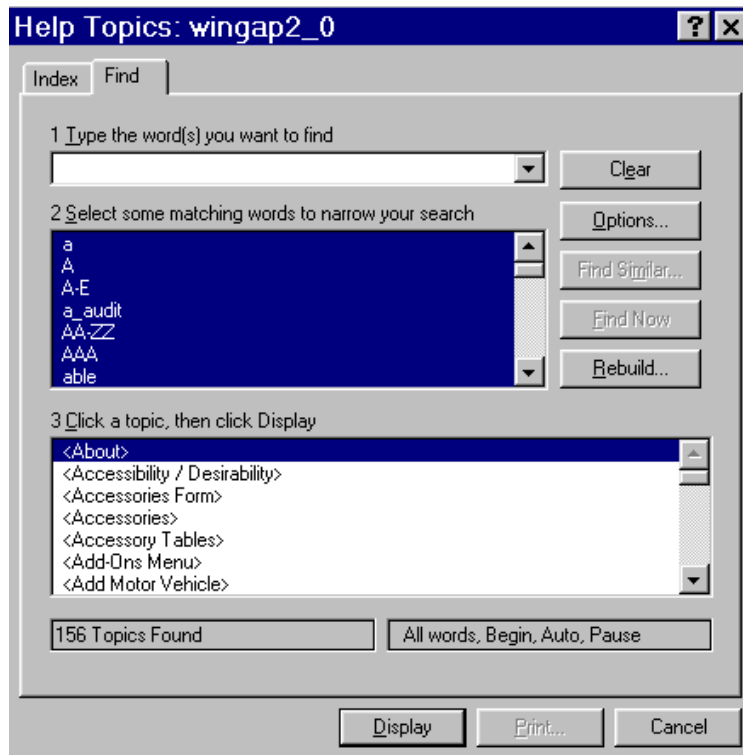 Help Topics: wingap2_0
Index Find
1 Type the word(s) you want to find
Clear
2 Select some matching words to narrow your search
Options...
a
A
A-E
a_audit
AA-ZZ
AAA
able
Find Similar...
Find Now
Rebuild...
3 Click a topic, then click Display
<About>
<Accessibility / Desirability>
<Accessories Form>
<Accessories>
<Accessory Tables>
<Add-Ons Menu>
<Add Motor Vehicle>
156 Topics Found
All words, Begin, Auto, Pause
Display Print... Cancel